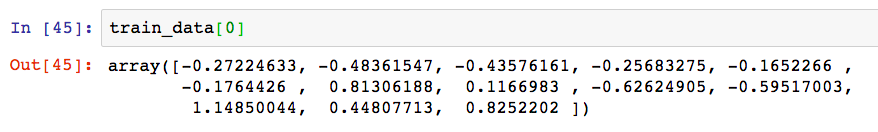 In [45]: train_data[0]
Out[45]: array([-0.27224633, -0.48361547, -0.43576161, -0.25683275, -0.1652266 ,
-0.1764426 , 0.81306188, 0.1166983 , -0.62624905, -0.59517003,
1.14850044, 0.44807713, 0.8252202 ])